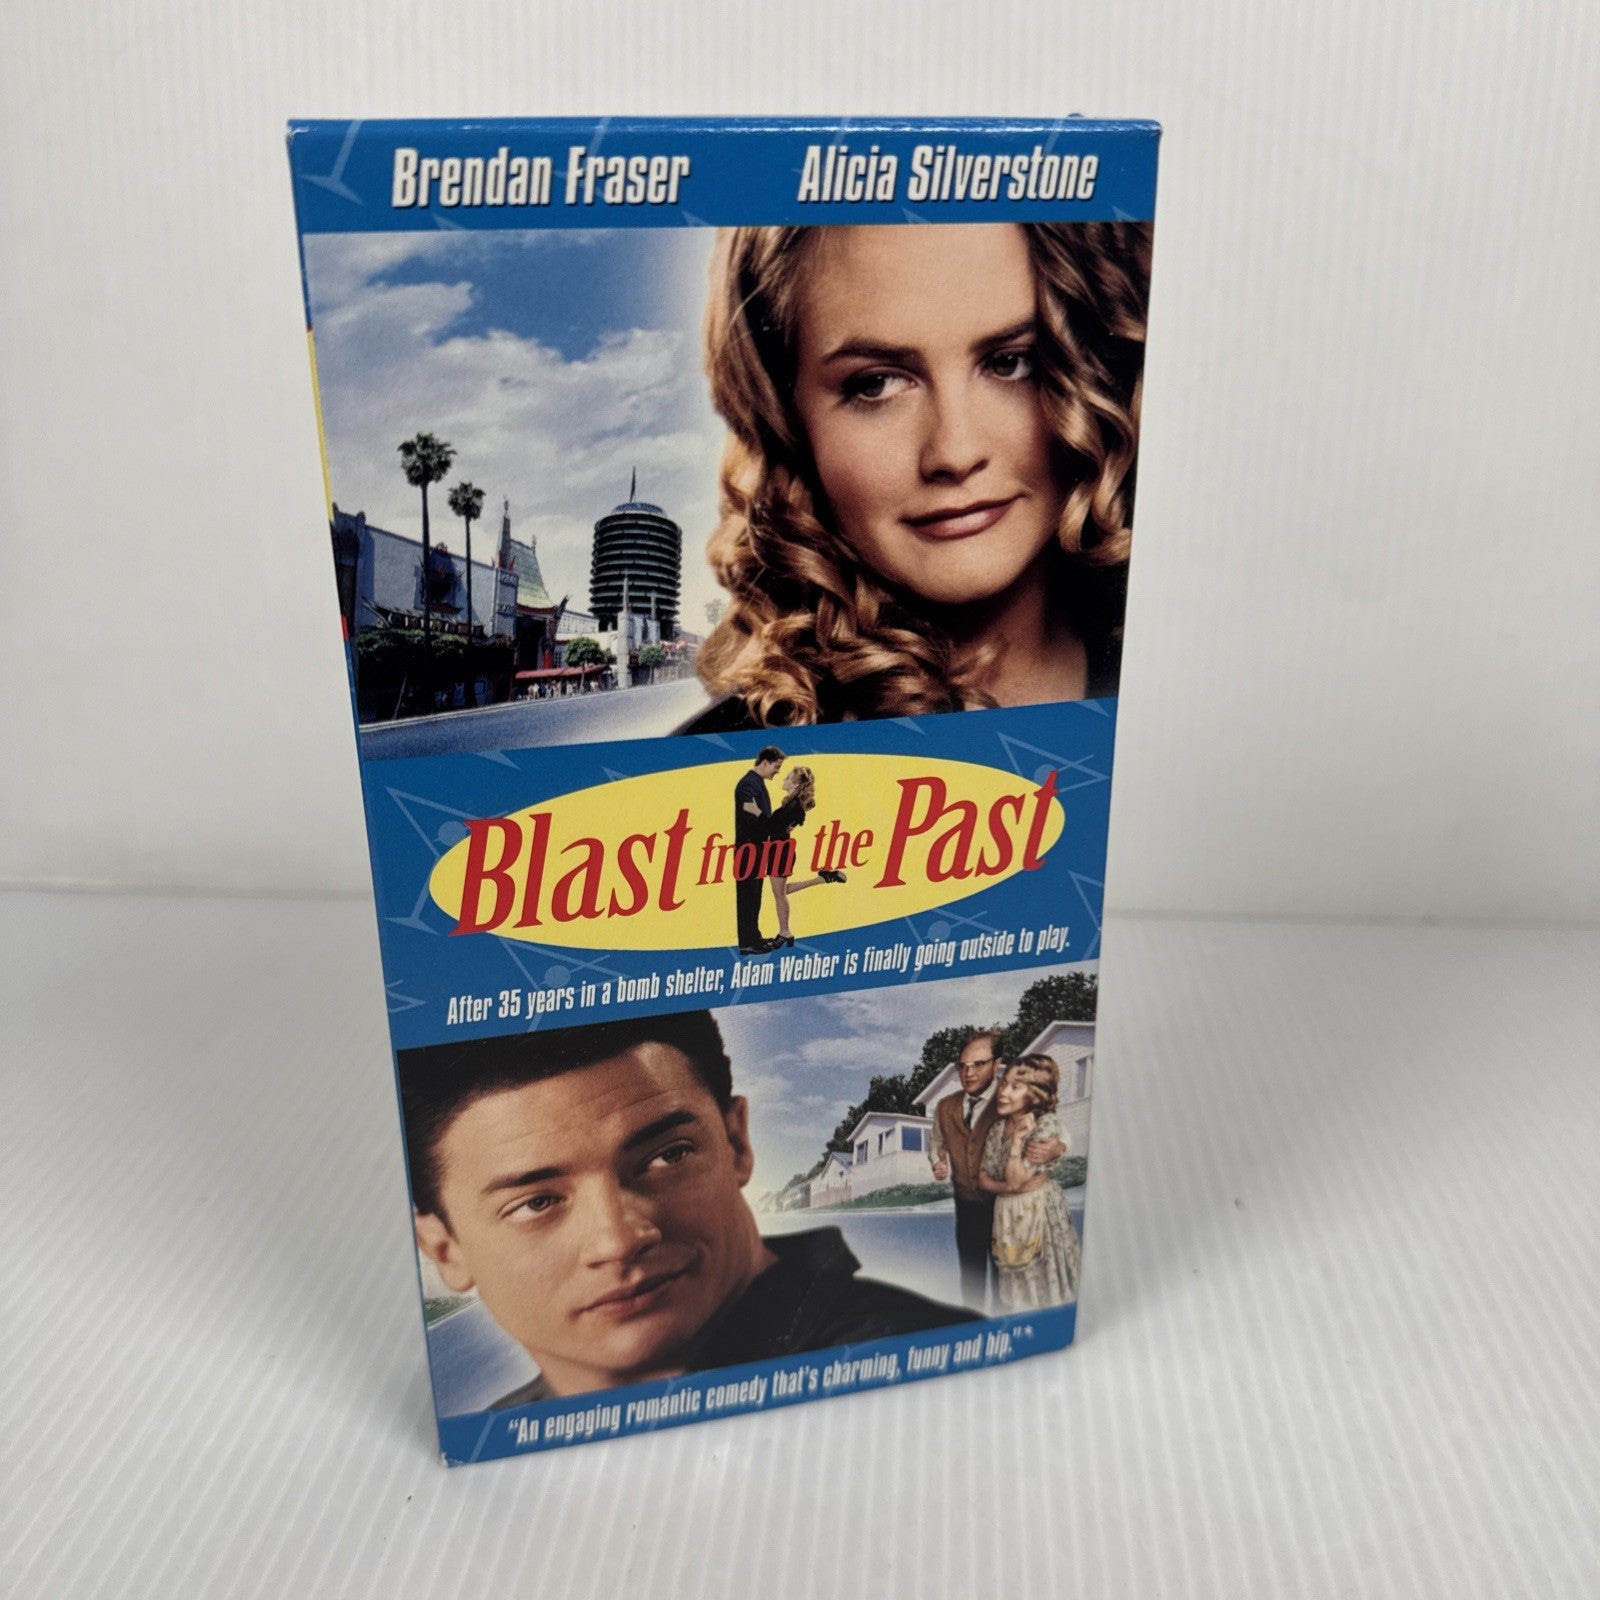 Brendan Fraser Alicia Silverstone
Blast from the Past
After 35 years in a bomb shelter, Adam Webber is finally going outside to play.
"An engaging romantic comedy that's charming, funny and hip."*